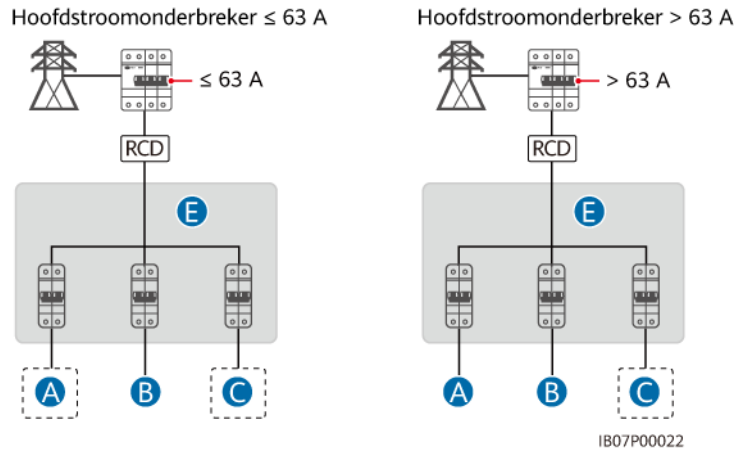 Hoofdstroomonderbreker ≤ 63 A
≤ 63 A
RCD
E
A
B
C
Hoofdstroomonderbreker > 63 A
> 63 A
RCD
E
A
B
C
IB07P00022